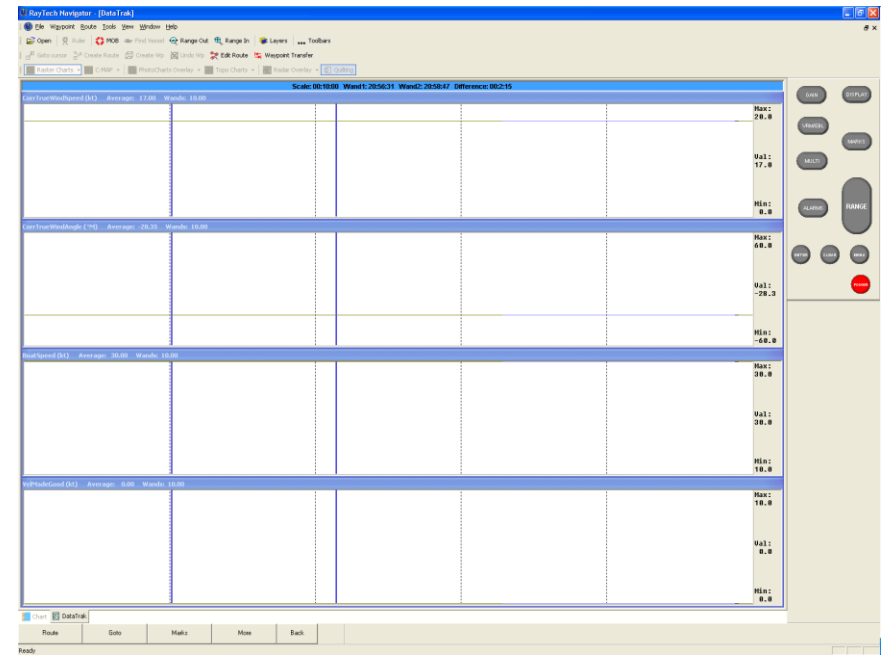 RayTech Navigator - [DataTrak]
File Waypoint Route Tools View Window Help
Open Ruler MOB Find Vessel Range Out Range In Layers Toolbars
Goto cursor Create Route Create Wp Undo Wp Edit Route Waypoint Transfer
Raster Charts C-MAP PhotoCharts Overlay Topo Charts Radar Overlay Quilting
Scale: 00:10:00 Wand1: 20:56:31 Wand2: 20:58:47 Difference: 00:2:15
CorrTrueWindSpeed (kt) Average: 17.00 Wands: 10.00
Max:
20.0
Val:
17.0
Min:
0.0
CorrTrueWindAngle (°M) Average: -28.35 Wands: 10.00
Max:
60.0
Val:
-28.3
Min:
-60.0
BoatSpeed (kt) Average: 30.00 Wands: 10.00
Max:
30.0
Val:
30.0
Min:
10.0
VelMadeGood (kt) Average: 0.00 Wands: 10.00
Max:
10.0
Val:
0.0
Min:
0.0
GAIN DISPLAY
VRM/EBL
MARKS
MULTI
ALARMS RANGE
ENTER CLEAR
POWER
Chart DataTrak
Route Goto Marks More Back
Ready